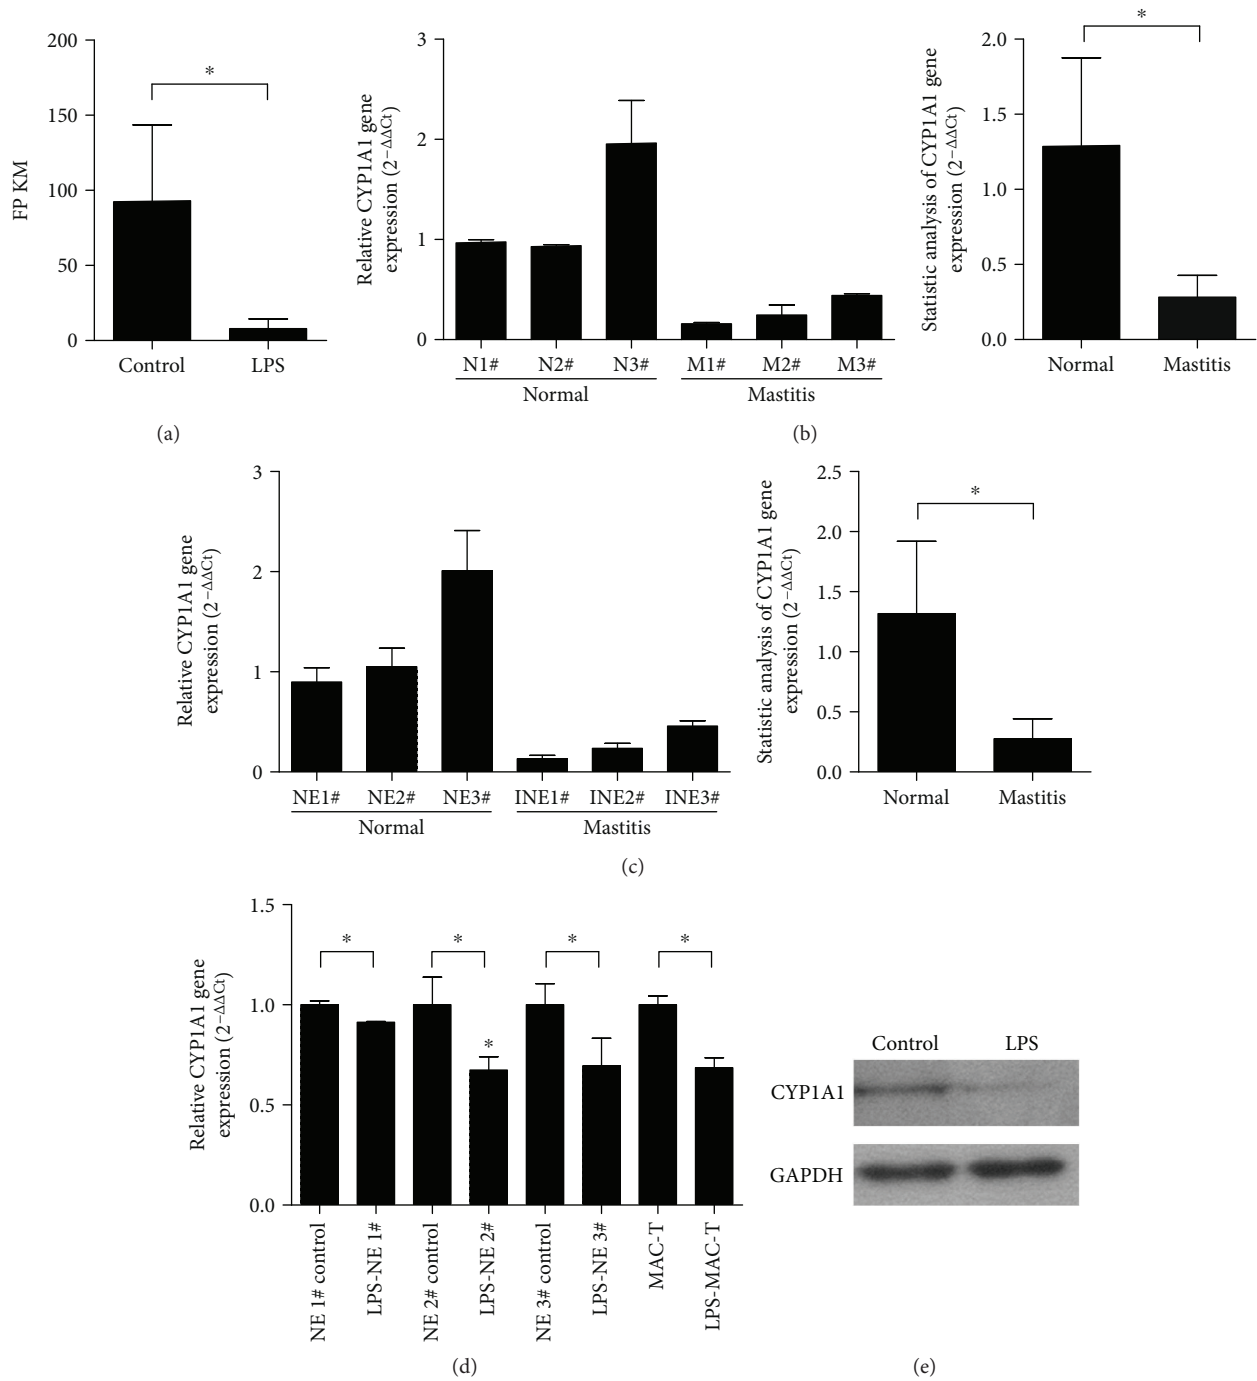 200
150
100
50
0
FP KM
*
Control LPS
(a)
3
2
1
0
Relative CYP1A1 gene
expression (2−ΔΔCt)
N1# N2# N3# M1# M2# M3#
Normal Mastitis
2.0
1.5
1.0
0.5
0.0
Statistic analysis of CYP1A1 gene
expression (2−ΔΔCt)
*
Normal Mastitis
(b)
3
2
1
0
Relative CYP1A1 gene
expression (2−ΔΔCt)
NE1# NE2# NE3# INE1# INE2# INE3#
Normal Mastitis
2.5
2.0
1.5
1.0
0.5
0.0
Statistic analysis of CYP1A1 gene
expression (2−ΔΔCt)
*
Normal Mastitis
(c)
1.5
1.0
0.5
0.0
Relative CYP1A1 gene
expression (2−ΔΔCt)
* * * *
*
NE 1# control
LPS-NE 1#
NE 2# control
LPS-NE 2#
NE 3# control
LPS-NE 3#
MAC-T
LPS-MAC-T
(d)
Control LPS
CYP1A1
GAPDH
(e)